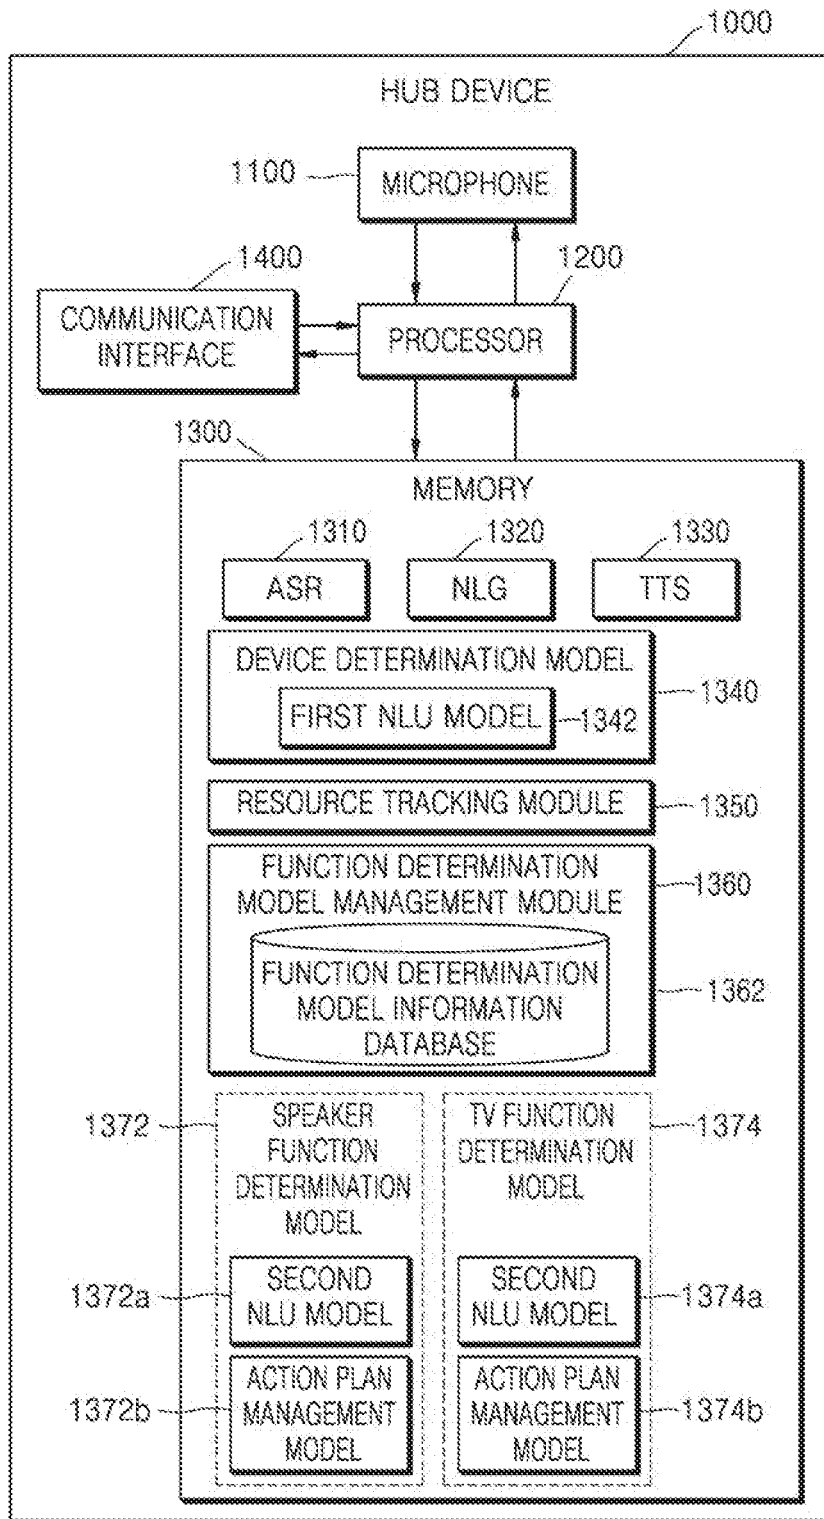 1000
HUB DEVICE
1100
MICROPHONE
1400
1200
COMMUNICATION
INTERFACE
PROCESSOR
1300
MEMORY
1310
1320
1330
ASR
NLG
TTS
DEVICE DETERMINATION MODEL
1340
FIRST NLU MODEL
1342
RESOURCE TRACKING MODULE
1350
FUNCTION DETERMINATION
MODEL MANAGEMENT MODULE
1360
FUNCTION DETERMINATION
MODEL INFORMATION
DATABASE
1362
1372
SPEAKER
FUNCTION
DETERMINATION
MODEL
TV FUNCTION
DETERMINATION
MODEL
1374
1372a
SECOND
NLU MODEL
SECOND
NLU MODEL
1374a
1372b
ACTION PLAN
MANAGEMENT
MODEL
ACTION PLAN
MANAGEMENT
MODEL
1374b